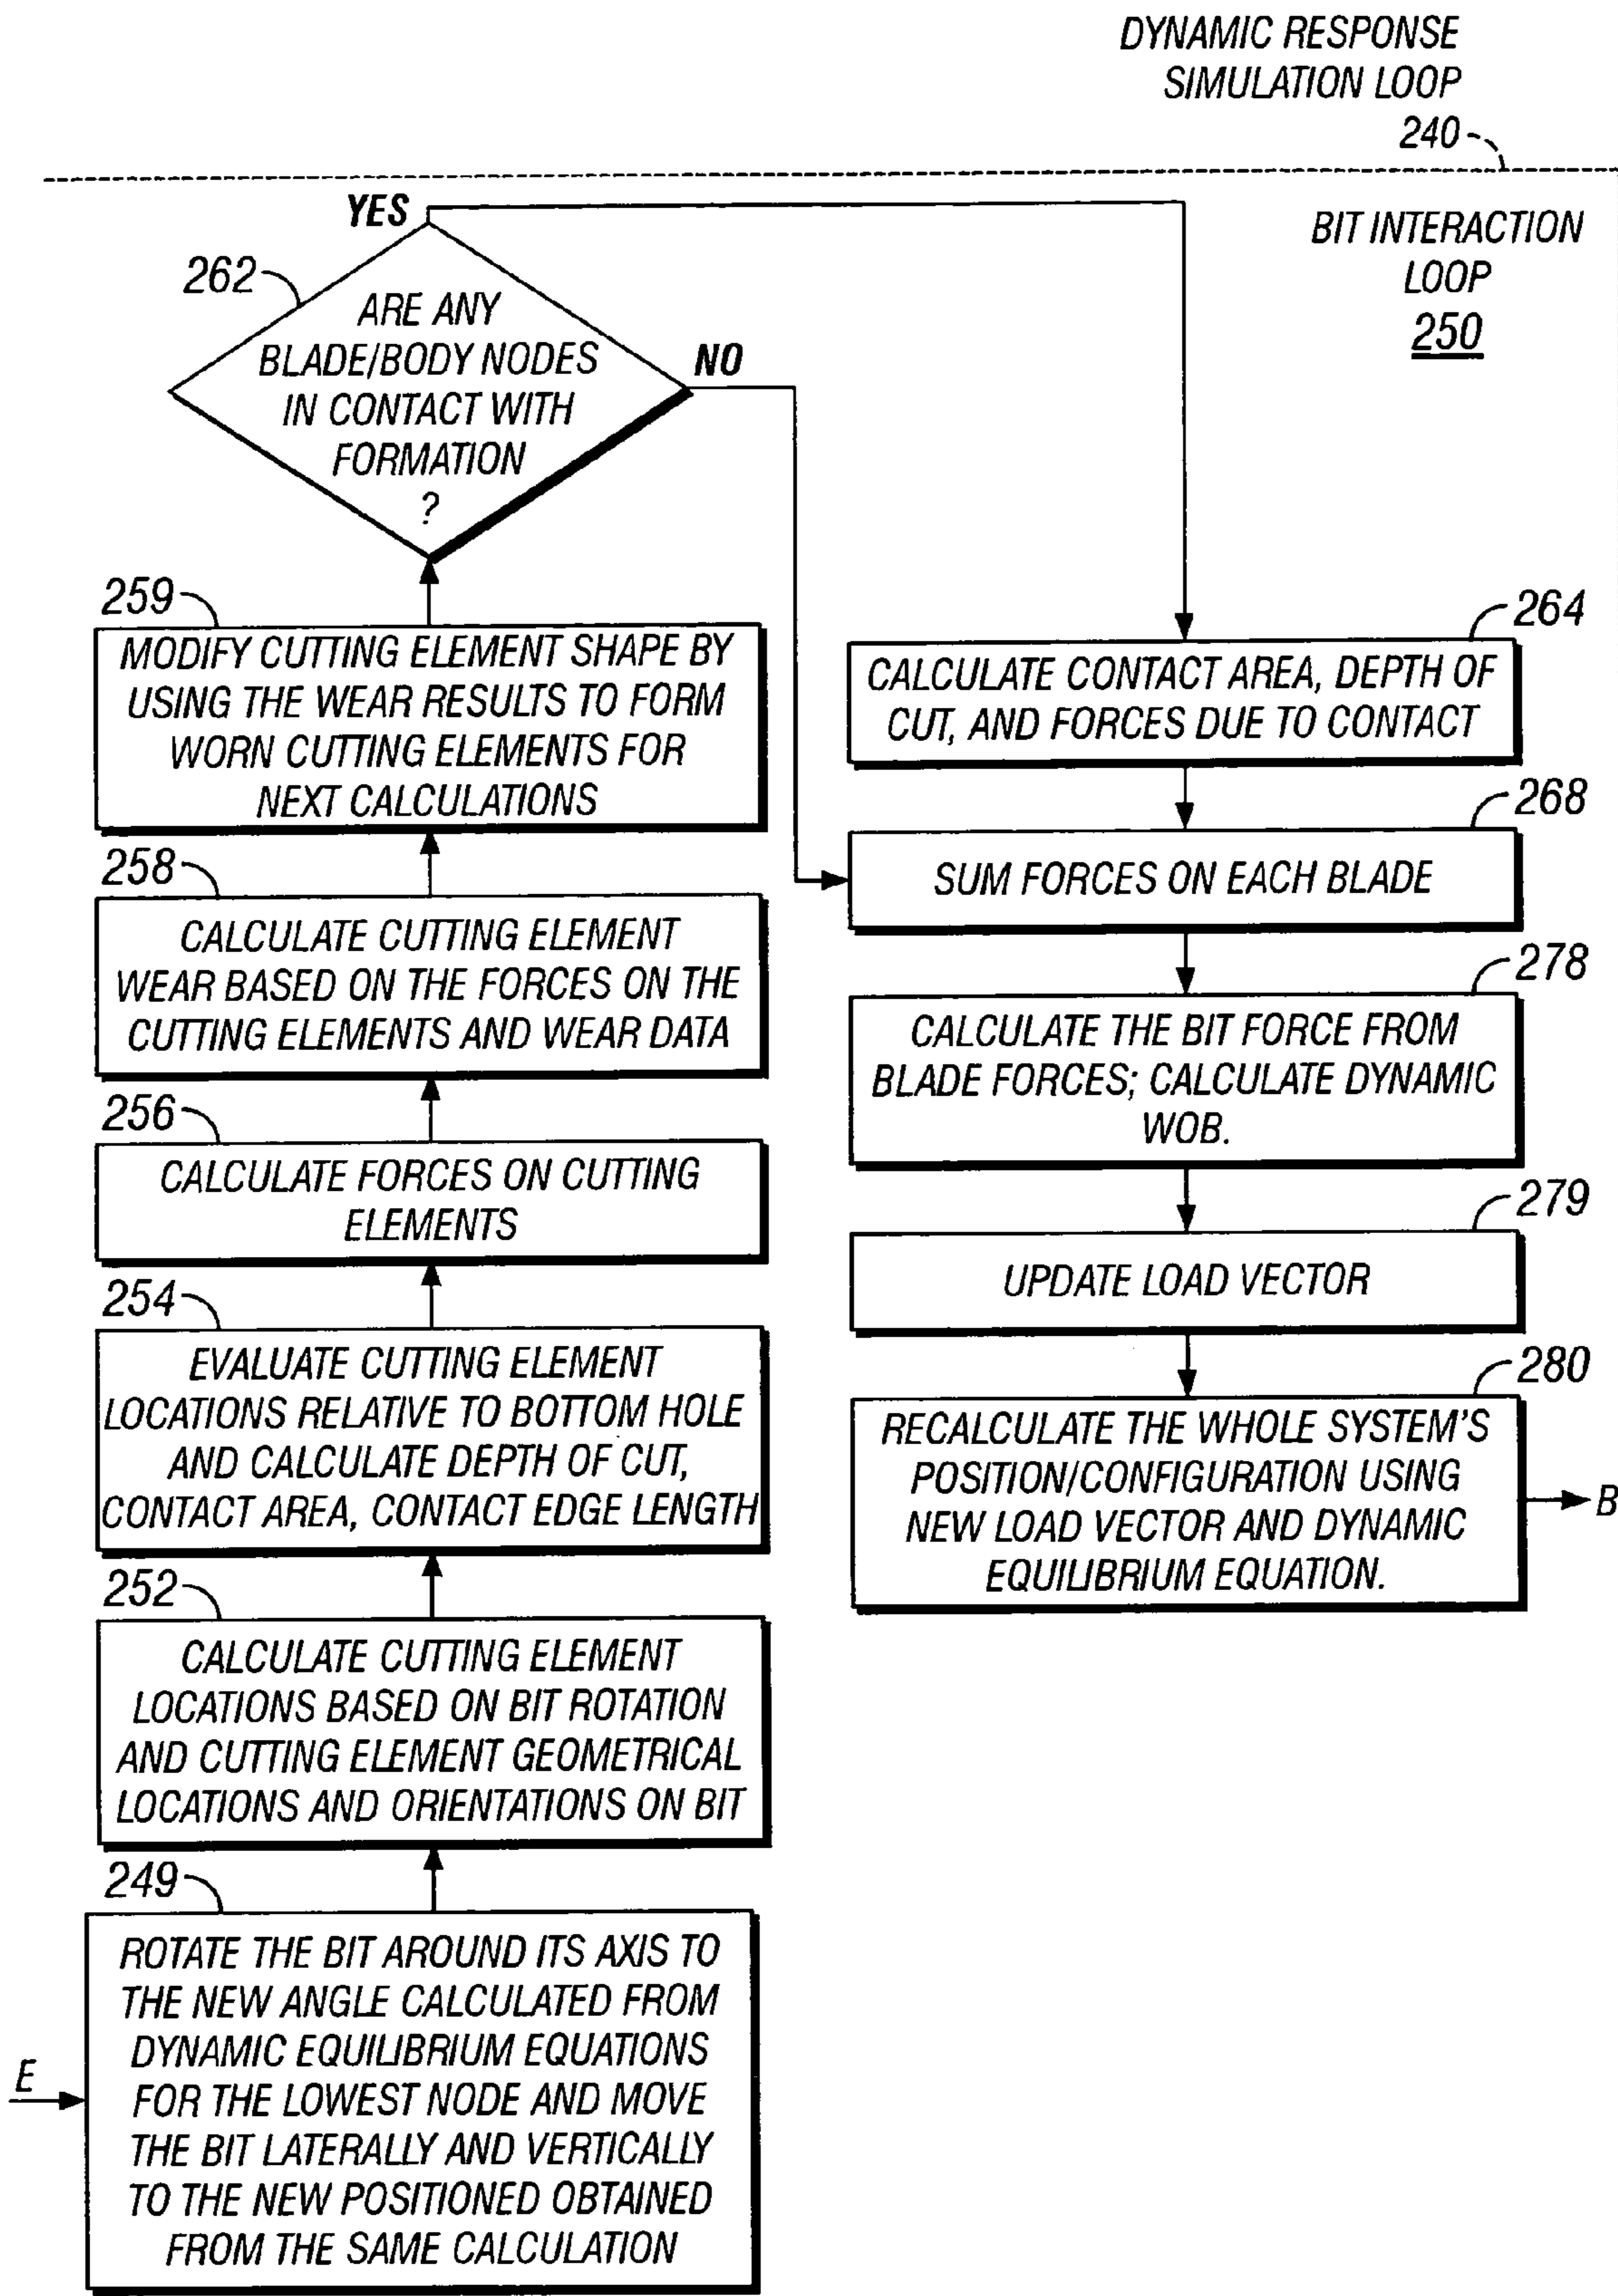 DYNAMIC RESPONSE
SIMULATION LOOP
240
BIT INTERACTION
LOOP
250
YES
262
ARE ANY
BLADE/BODY NODES
IN CONTACT WITH
FORMATION
?
NO
259
MODIFY CUTTING ELEMENT SHAPE BY
USING THE WEAR RESULTS TO FORM
WORN CUTTING ELEMENTS FOR
NEXT CALCULATIONS
258
CALCULATE CUTTING ELEMENT
WEAR BASED ON THE FORCES ON THE
CUTTING ELEMENTS AND WEAR DATA
256
CALCULATE FORCES ON CUTTING
ELEMENTS
254
EVALUATE CUTTING ELEMENT
LOCATIONS RELATIVE TO BOTTOM HOLE
AND CALCULATE DEPTH OF CUT,
CONTACT AREA, CONTACT EDGE LENGTH
252
CALCULATE CUTTING ELEMENT
LOCATIONS BASED ON BIT ROTATION
AND CUTTING ELEMENT GEOMETRICAL
LOCATIONS AND ORIENTATIONS ON BIT
249
ROTATE THE BIT AROUND ITS AXIS TO
THE NEW ANGLE CALCULATED FROM
DYNAMIC EQUILIBRIUM EQUATIONS
FOR THE LOWEST NODE AND MOVE
THE BIT LATERALLY AND VERTICALLY
TO THE NEW POSITIONED OBTAINED
FROM THE SAME CALCULATION
E
264
CALCULATE CONTACT AREA, DEPTH OF
CUT, AND FORCES DUE TO CONTACT
268
SUM FORCES ON EACH BLADE
278
CALCULATE THE BIT FORCE FROM
BLADE FORCES; CALCULATE DYNAMIC
WOB.
279
UPDATE LOAD VECTOR
280
RECALCULATE THE WHOLE SYSTEM'S
POSITION/CONFIGURATION USING
NEW LOAD VECTOR AND DYNAMIC
EQUILIBRIUM EQUATION.
B